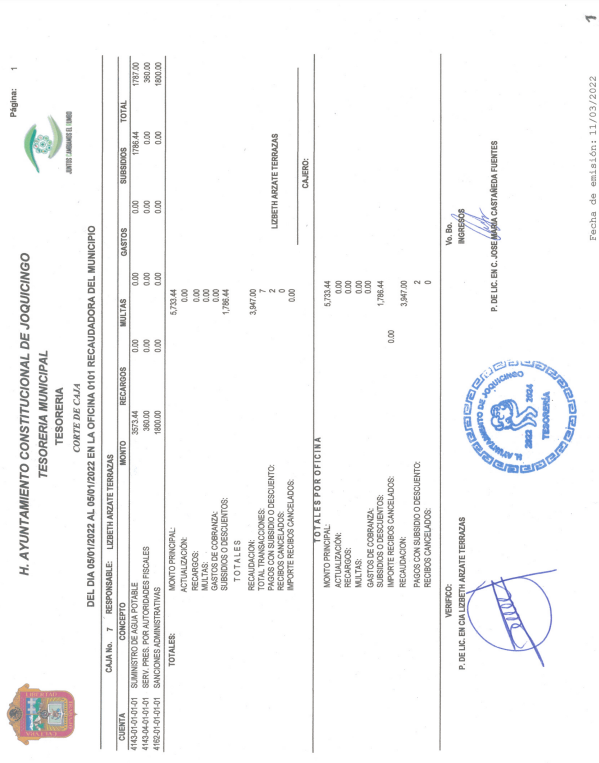 Página: 1
H. AYUNTAMIENTO CONSTITUCIONAL DE JOQUICINGO
TESORERIA MUNICIPAL
TESORERIA
CORTE DE CAJA
JUNTOS CAMBIANDO EL RUMBO
DEL DIA 05/01/2022 AL 05/01/2022 EN LA OFICINA 0101 RECAUDADORA DEL MUNICIPIO
CAJA No. 7 RESPONSABLE: LIZBETH ARZATE TERRAZAS
CUENTA CONCEPTO MONTO RECARGOS MULTAS GASTOS SUBSIDIOS TOTAL
4143-01-01-01-01 SUMINISTRO DE AGUA POTABLE 3573.44 0.00 0.00 0.00 1786.44 1787.00
4143-04-01-01-01 SERV. PRES. POR AUTORIDADES FISCALES 360.00 0.00 0.00 0.00 0.00 360.00
4162-01-01-01-01 SANCIONES ADMINISTRATIVAS 1800.00 0.00 0.00 0.00 0.00 1800.00
TOTALES: MONTO PRINCIPAL: 5,733.44
ACTUALIZACIÓN: 0.00
RECARGOS: 0.00
MULTAS: 0.00
GASTOS DE COBRANZA: 0.00
SUBSIDIOS O DESCUENTOS: 1,786.44
T O T A L E S
RECAUDACION: 3,947.00
TOTAL TRANSACCIONES: 7
PAGOS CON SUBSIDIO O DESCUENTO: 2 LIZBETH ARZATE TERRAZAS
RECIBOS CANCELADOS: 0
IMPORTE RECIBOS CANCELADOS: 0.00
CAJERO:
T O T A L E S P O R O F I C I N A
MONTO PRINCIPAL: 5,733.44
ACTUALIZACIÓN: 0.00
RECARGOS: 0.00
MULTAS: 0.00
GASTOS DE COBRANZA: 0.00
SUBSIDIOS O DESCUENTOS: 1,786.44
IMPORTE RECIBOS CANCELADOS: 0.00
RECAUDACION: 3,947.00
PAGOS CON SUBSIDIO O DESCUENTO: 2
RECIBOS CANCELADOS: 0
VERIFICO:
P. DE LIC. EN CIA LIZBETH ARZATE TERRAZAS
H. AYUNTAMIENTO DE JOQUICINGO
2022 2024
TESORERÍA
Vo. Bo.
INGRESOS
P. DE LIC. EN C. JOSE MARÍA CASTAÑEDA FUENTES
Fecha de emisión: 11/03/2022